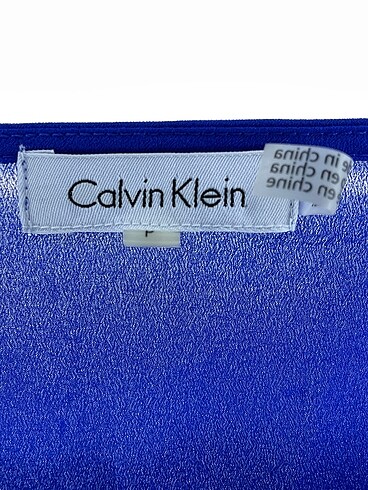 Calvin Klein
in china
en china
en chine
P